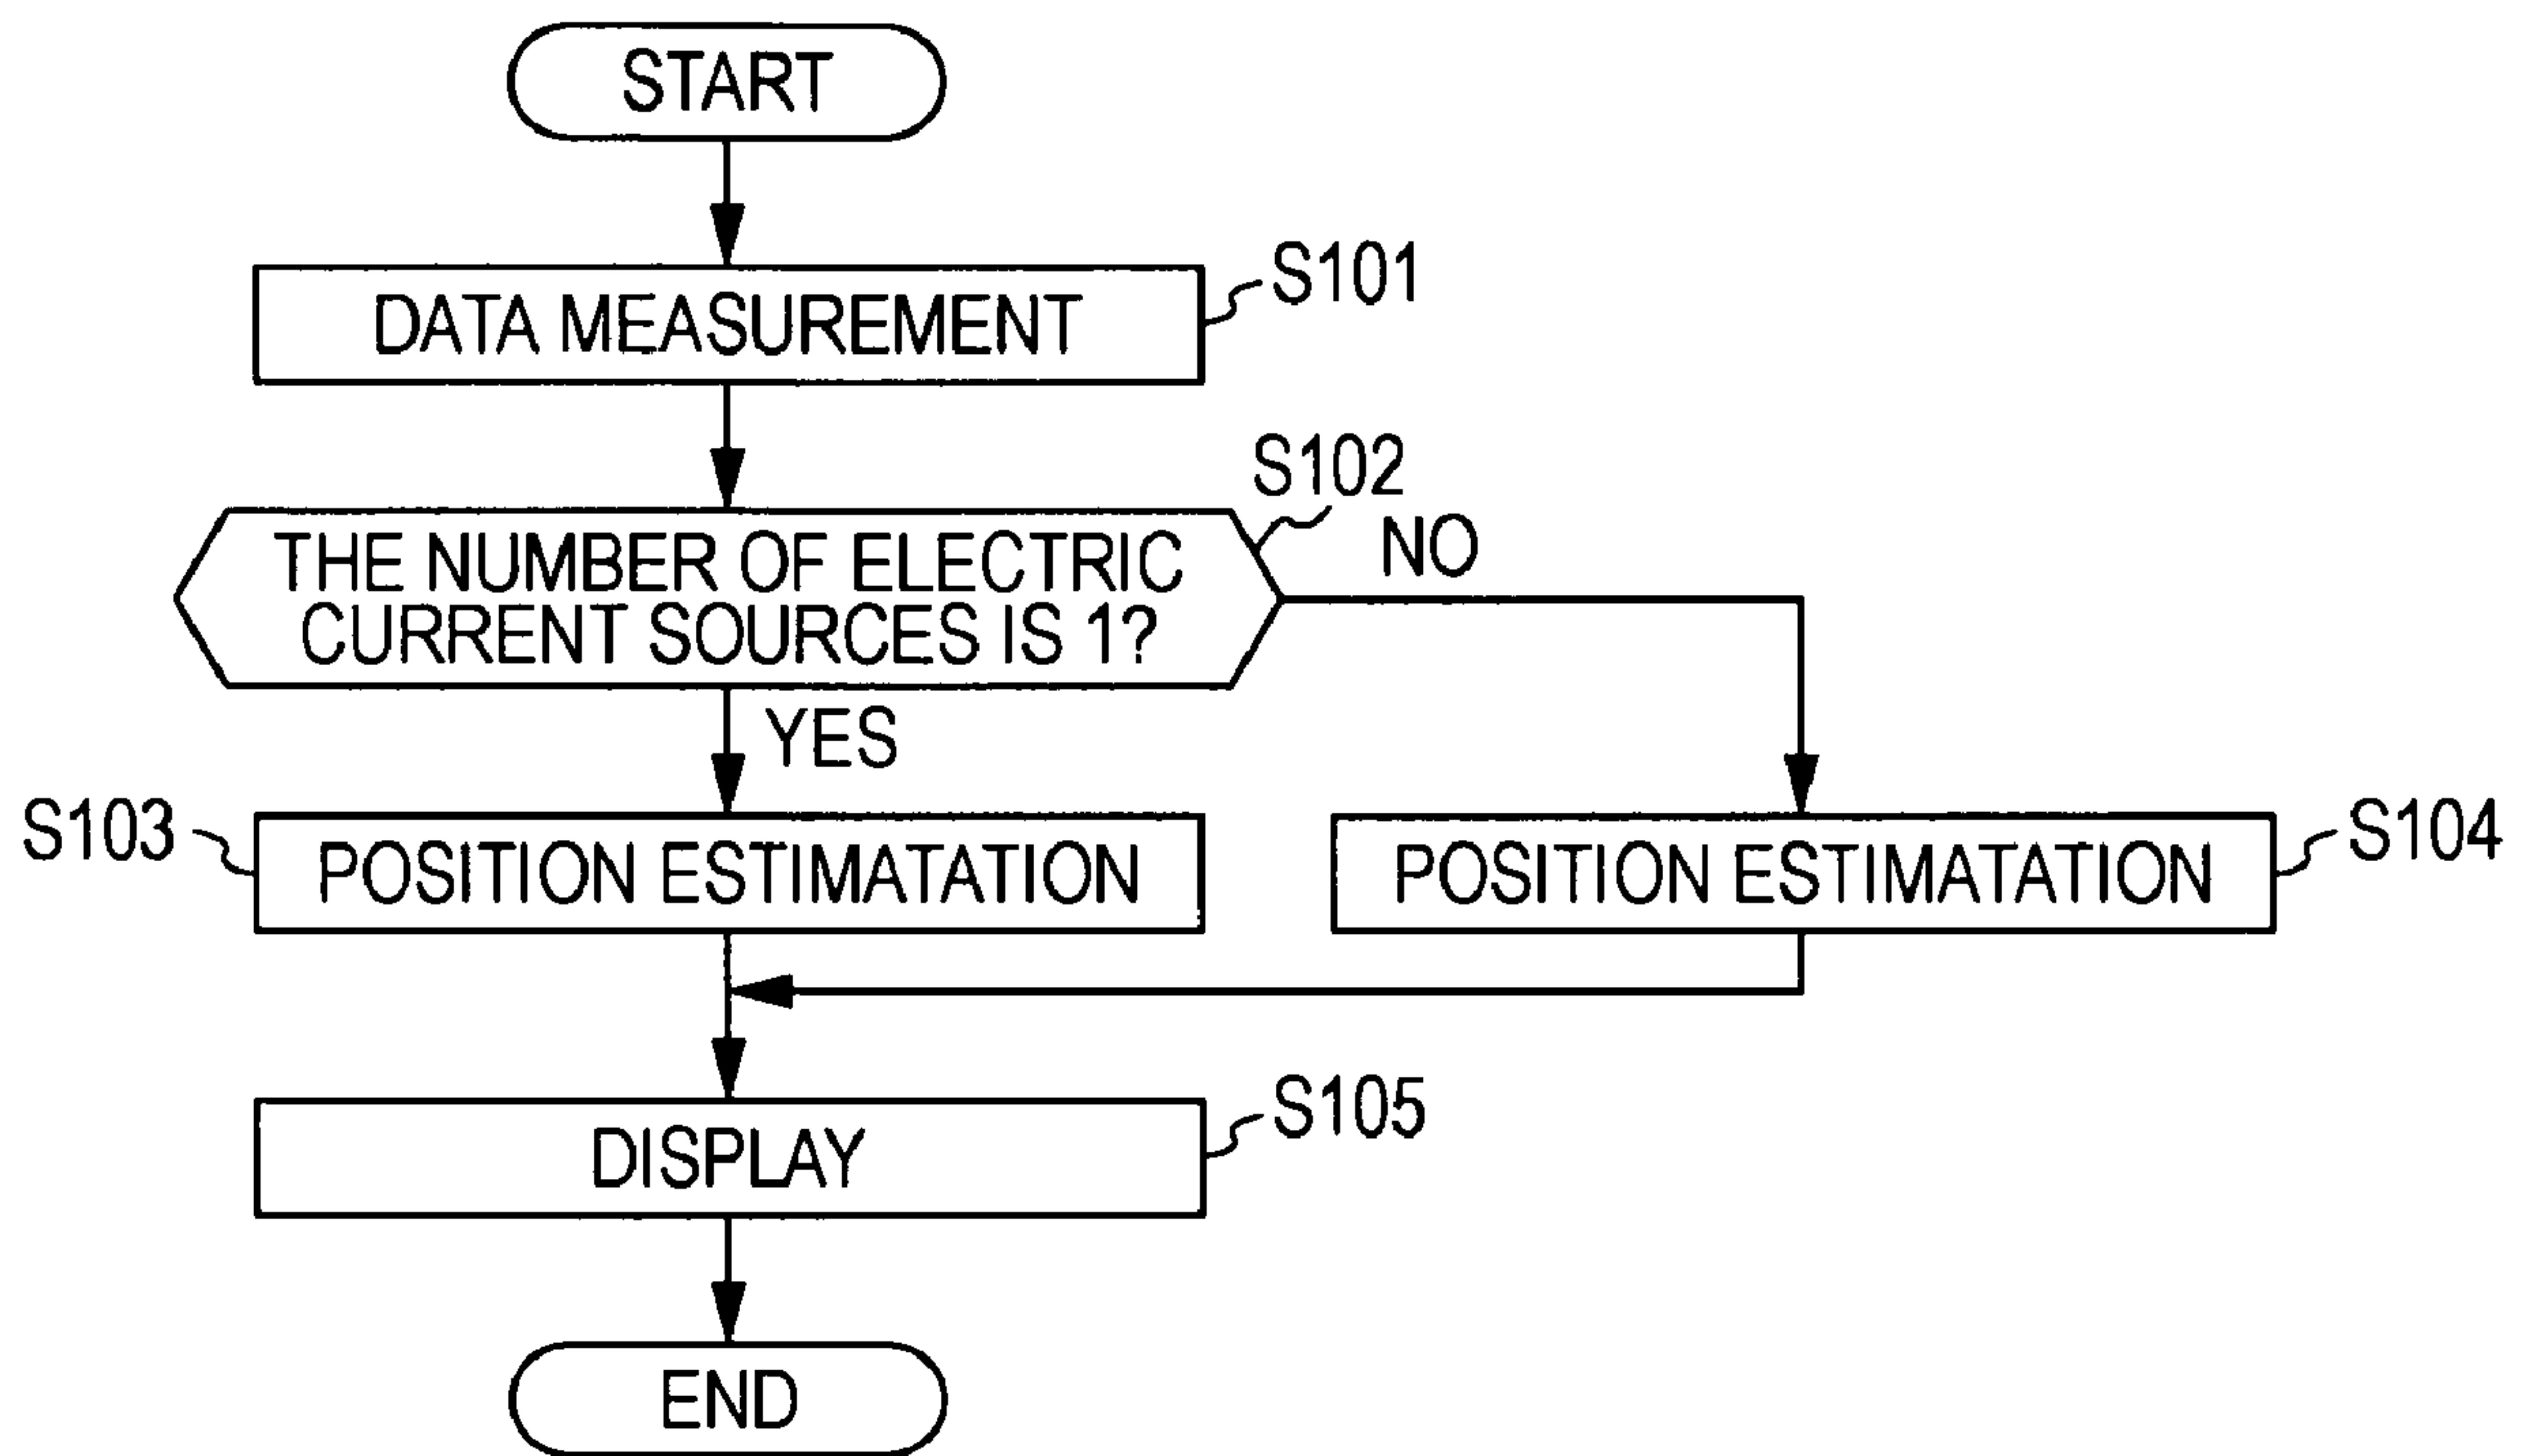 START
DATA MEASUREMENT
S101
S102
THE NUMBER OF ELECTRIC
CURRENT SOURCES IS 1?
NO
YES
S103
POSITION ESTIMATATION
POSITION ESTIMATATION
S104
DISPLAY
S105
END